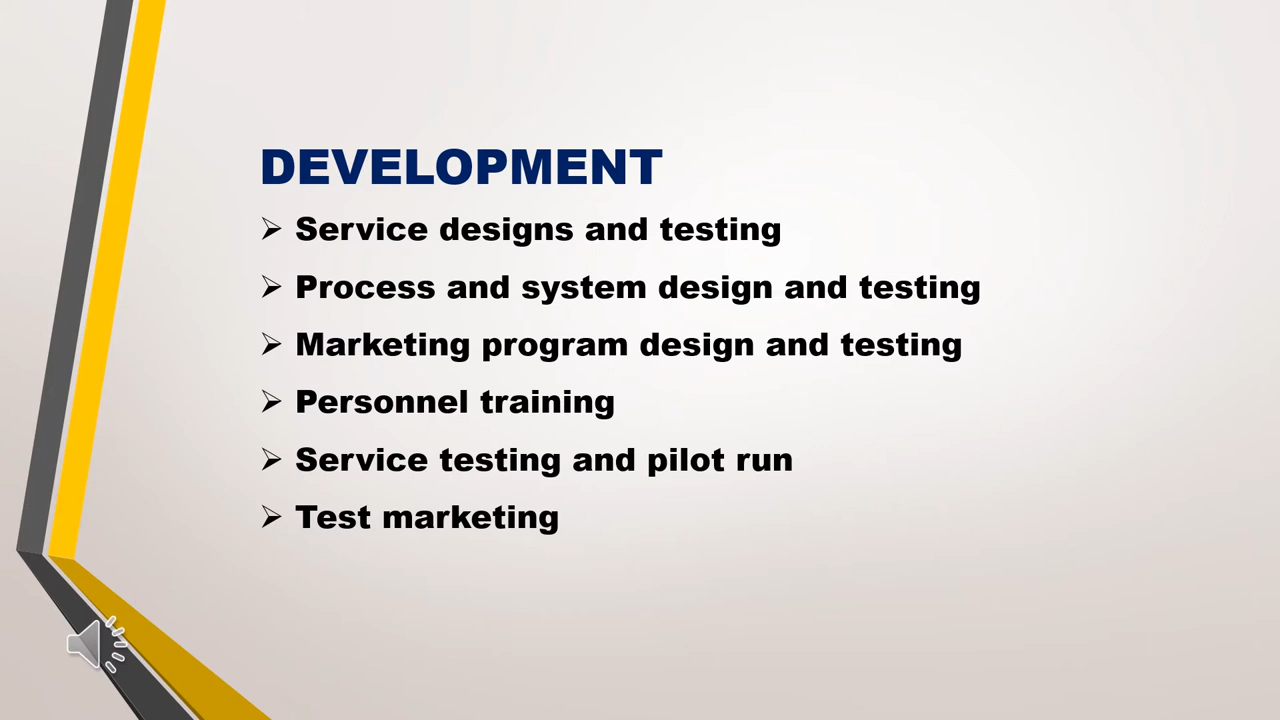 DEVELOPMENT
Service designs and testing
Process and system design and testing
Marketing program design and testing
Personnel training
Service testing and pilot run
Test marketing